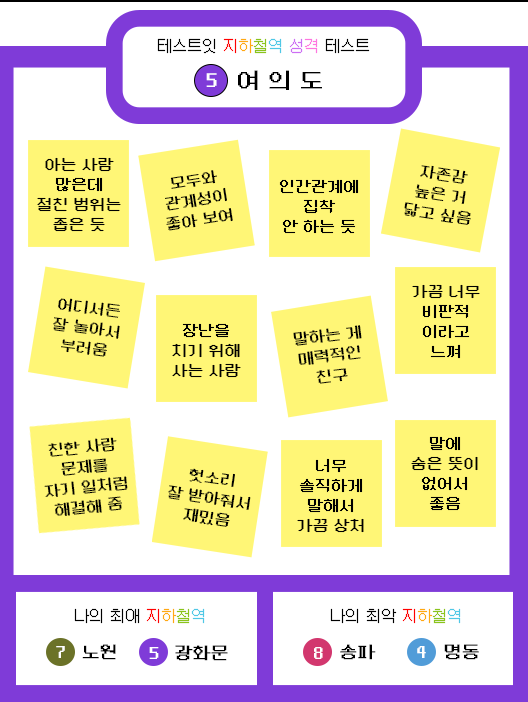 테스트잇 지하철역 성격 테스트
5 여의도
아는 사람
많은데
절친 범위는
좁은 듯
모두와
관계성이
좋아 보여
인간관계에
집착
안 하는 듯
자존감
높은 거
닮고 싶음
어디서든
잘 놀아서
부러움
장난을
치기 위해
사는 사람
말하는 게
매력적인
친구
가끔 너무
비판적
이라고
느껴
친한 사람
문제를
자기 일처럼
해결해 줌
헛소리
잘 받아줘서
재밌음
너무
솔직하게
말해서
가끔 상처
말에
숨은 뜻이
없어서
좋음
나의 최애 지하철역
7 노원 5 광화문
나의 최악 지하철역
8 송파 4 명동